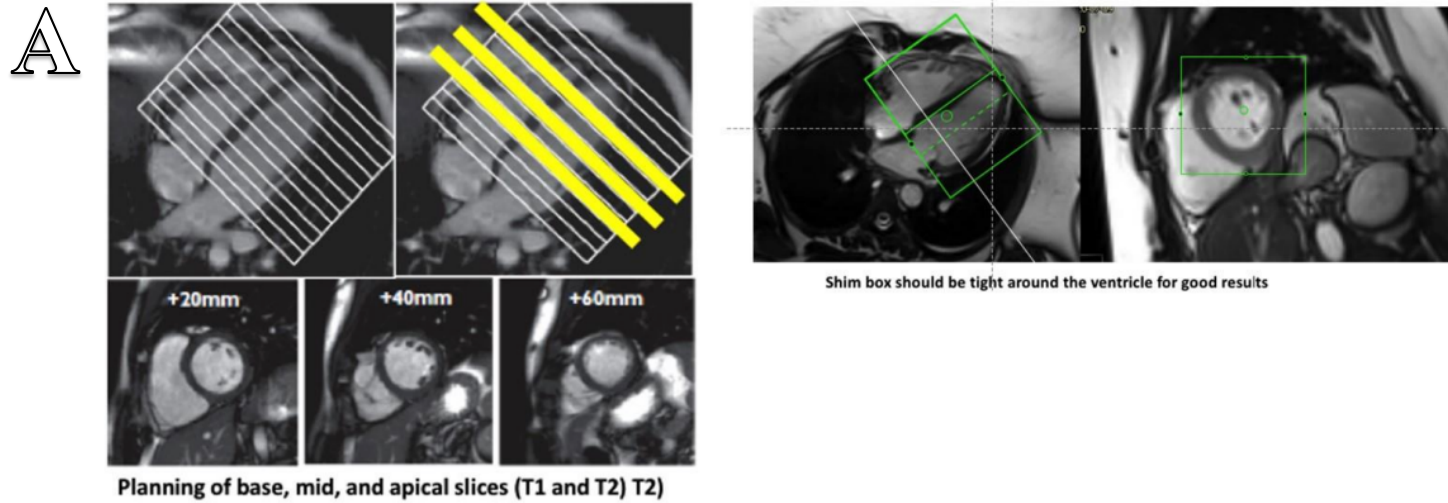 A
+20mm
+40mm
+60mm
Planning of base, mid, and apical slices (T1 and T2) T2)
Shim box should be tight around the ventricle for good results